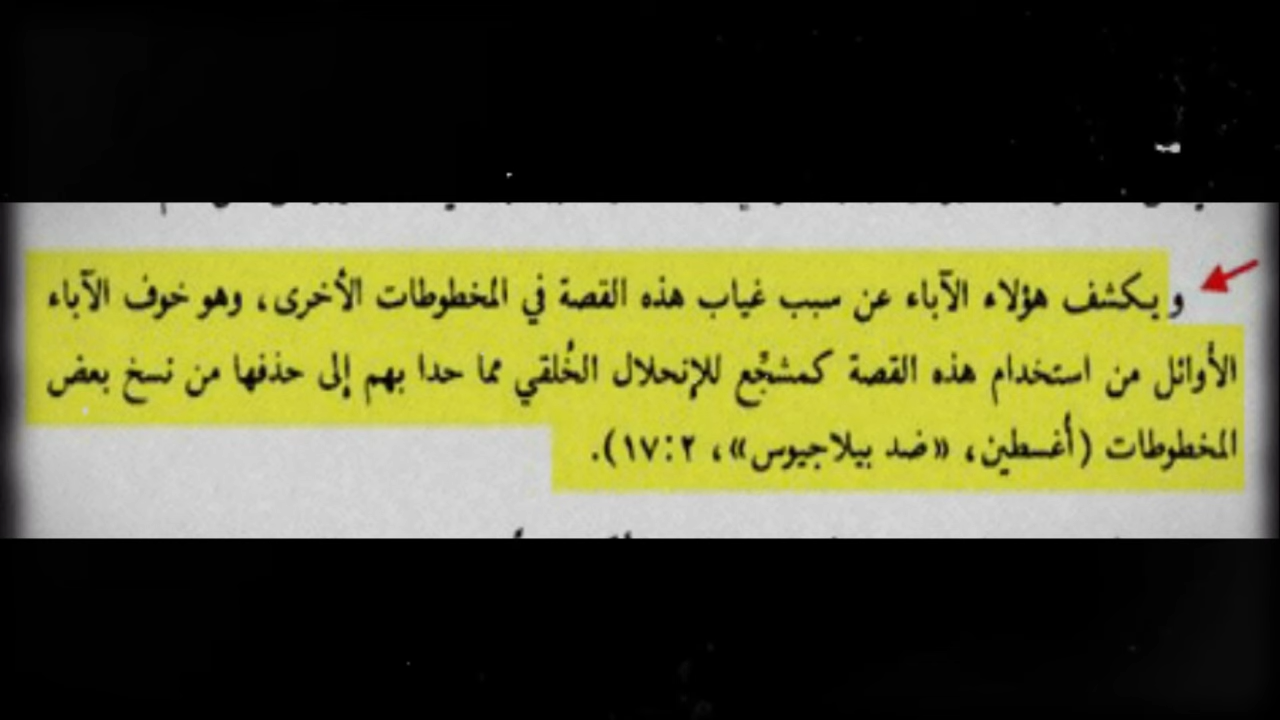 و يكشف هؤلاء الآباء عن سبب غياب هذه القصة في المخطوطات الأخرى، وهو خوف الآباء
الأوائل من استخدام هذه القصة كمشجِّع للإنحلال الخُلقي مما حدا بهم إلى حذفها من نسخ بعض
المخطوطات (أغسطين، «ضد بيلاجيوس»، ١٧:٢).